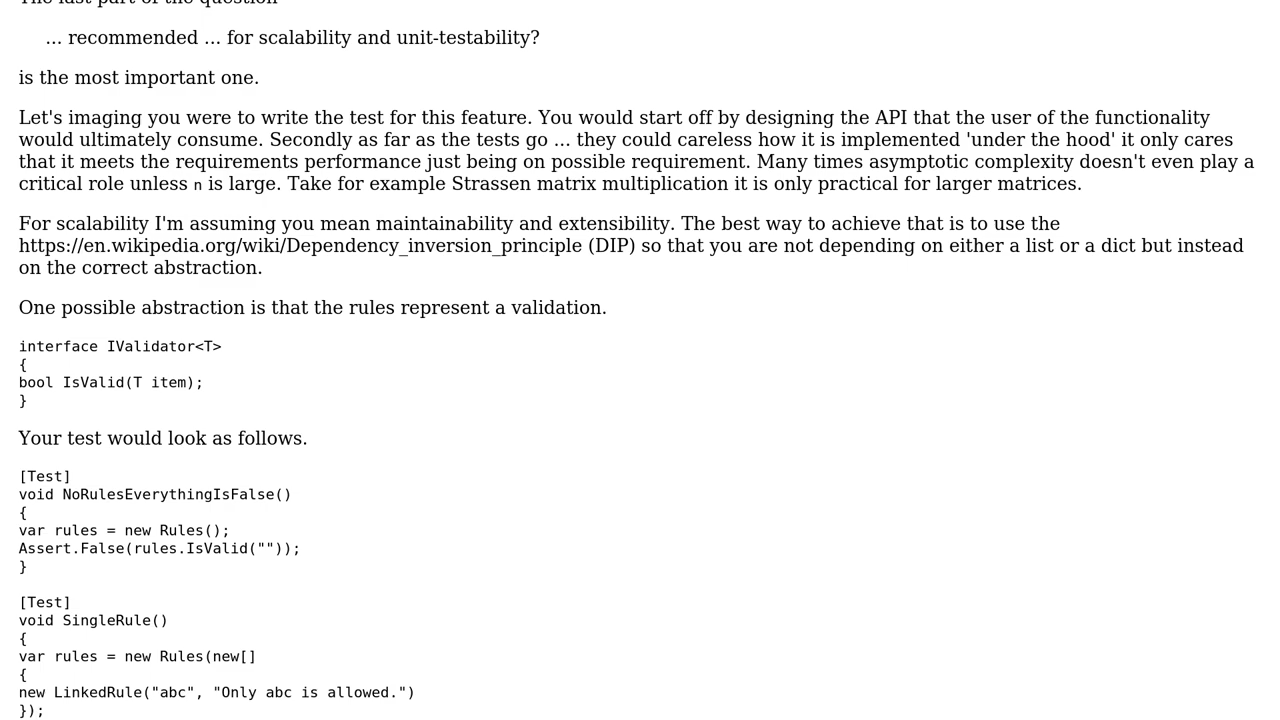 The last part of the question
... recommended ... for scalability and unit-testability?
is the most important one.
Let's imaging you were to write the test for this feature. You would start off by designing the API that the user of the functionality
would ultimately consume. Secondly as far as the tests go ... they could careless how it is implemented 'under the hood' it only cares
that it meets the requirements performance just being on possible requirement. Many times asymptotic complexity doesn't even play a
critical role unless n is large. Take for example Strassen matrix multiplication it is only practical for larger matrices.
For scalability I'm assuming you mean maintainability and extensibility. The best way to achieve that is to use the
https://en.wikipedia.org/wiki/Dependency_inversion_principle (DIP) so that you are not depending on either a list or a dict but instead
on the correct abstraction.
One possible abstraction is that the rules represent a validation.
interface IValidator<T>
{
bool IsValid(T item);
}
Your test would look as follows.
[Test]
void NoRulesEverythingIsFalse()
{
var rules = new Rules();
Assert.False(rules.IsValid(""));
}
[Test]
void SingleRule()
{
var rules = new Rules(new[]
{
new LinkedRule("abc", "Only abc is allowed.")
});